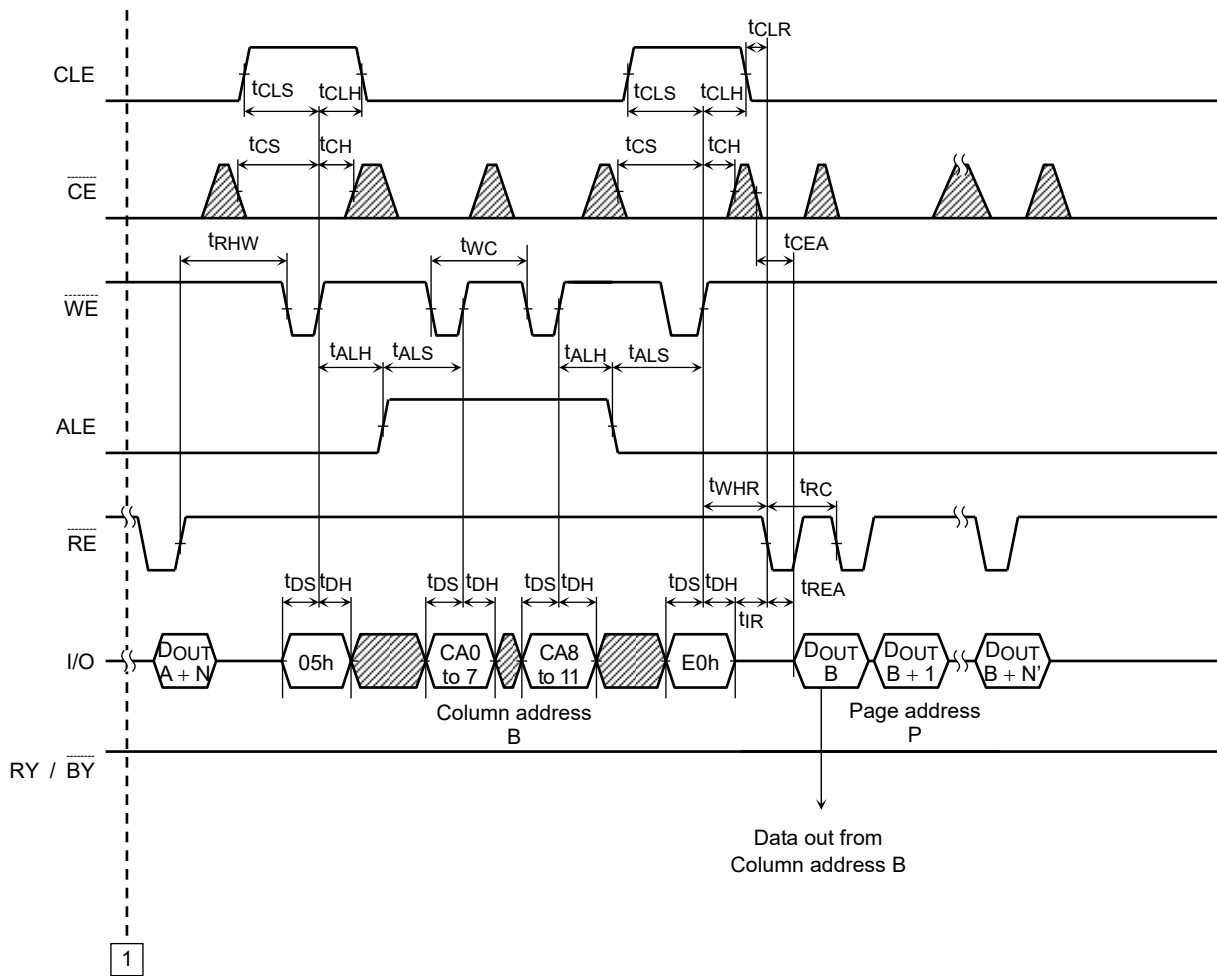 tCLR
CLE
tCLS
tCLH
tCLS
tCLH
tCS
tCH
tCS
tCH
CE
tRHW
tWC
tCEA
WE
tALH
tALS
tALH
tALS
ALE
tWHR
tRC
RE
tDS
tDH
tDS
tDH
tDS
tDH
tDS
tDH
tIR
tREA
I/O
DOUT
A + N
05h
CA0
to 7
CA8
to 11
E0h
DOUT
B
DOUT
B + 1
DOUT
B + N’
Column address
B
Page address
P
RY / BY
Data out from
Column address B
1